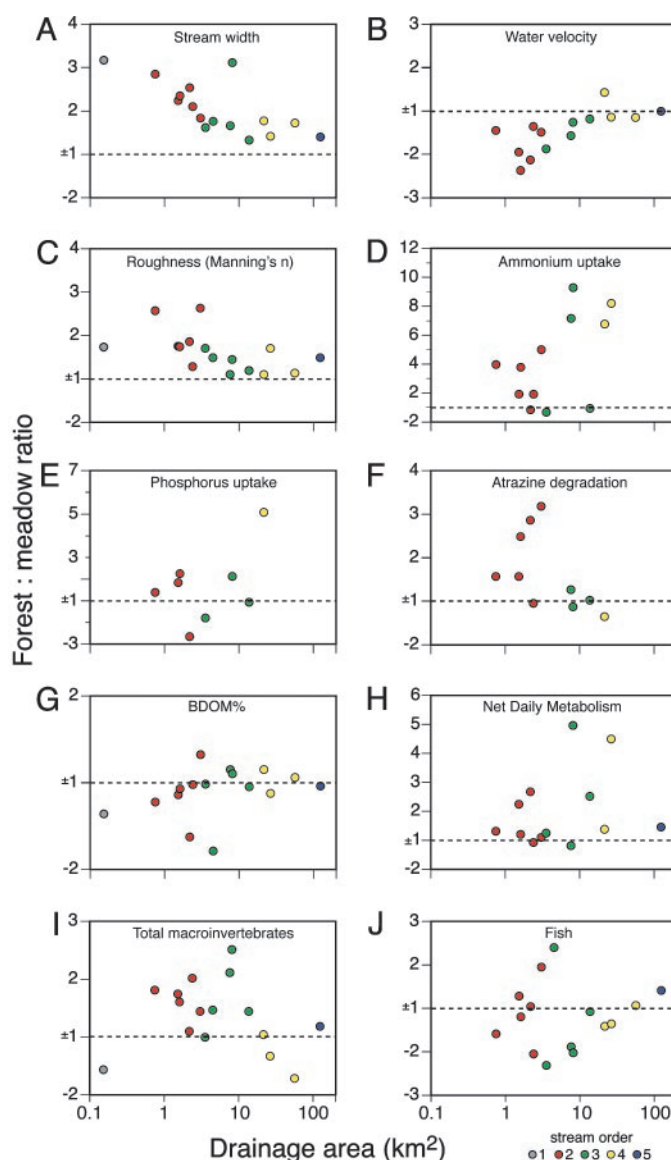 A
Stream width
4
3
2
±1
-2
B
Water velocity
3
2
±1
-2
-3
C
Roughness (Manning's n)
4
3
2
±1
-2
D
Ammonium uptake
12
10
8
6
4
2
-2
E
Phosphorus uptake
7
5
3
±1
-3
F
Atrazine degradation
4
3
2
±1
-2
G
BDOM%
2
±1
-2
H
Net Daily Metabolism
6
5
4
3
2
±1
-2
I
Total macroinvertebrates
3
2
±1
-2
J
Fish
3
2
±1
-2
-3
Forest : meadow ratio
0.1 1 10 100
0.1 1 10 100
Drainage area (km²)
stream order
1 2 3 4 5